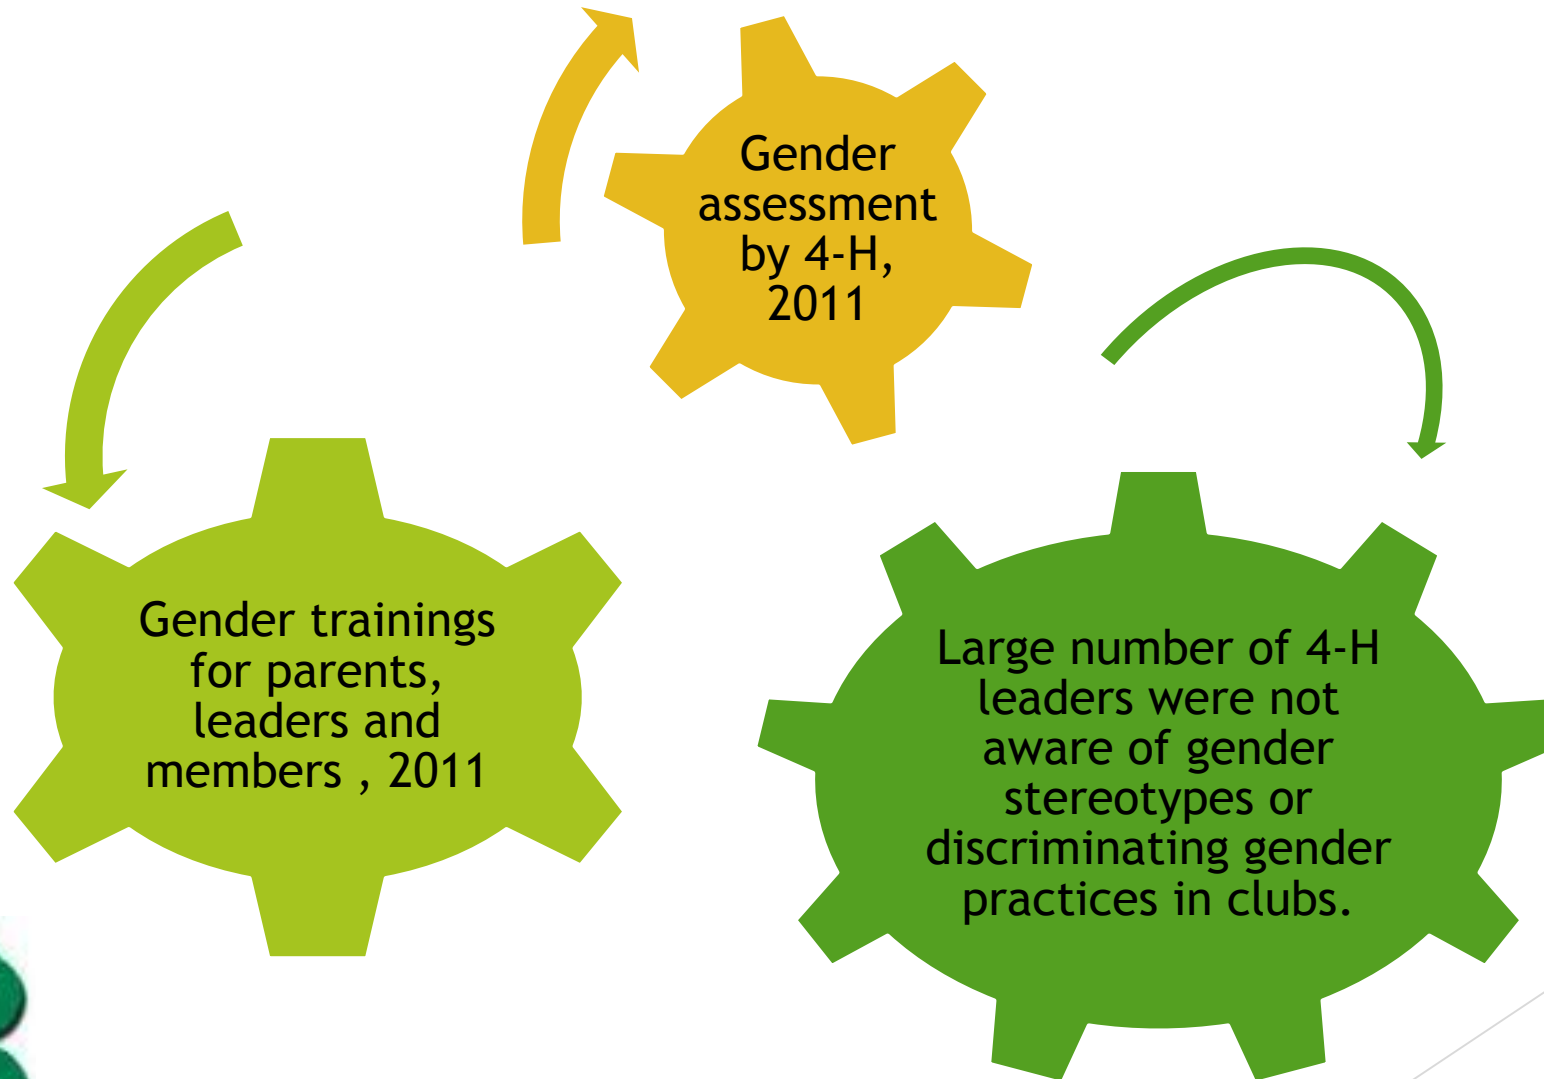 Gender
assessment
by 4-H,
2011
Gender trainings
for parents,
leaders and
members , 2011
Large number of 4-H
leaders were not
aware of gender
stereotypes or
discriminating gender
practices in clubs.